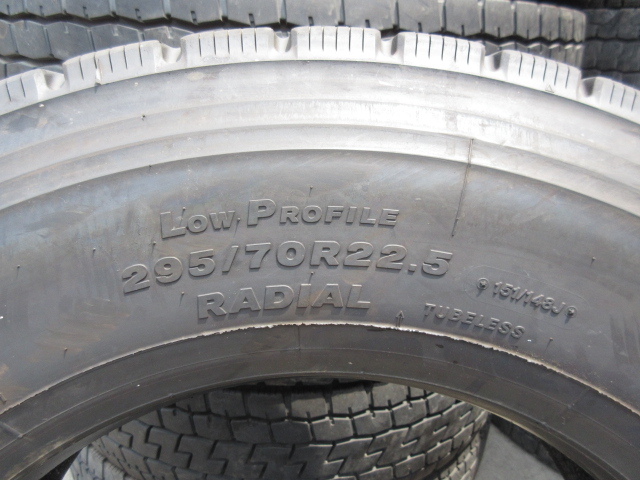 LOW PROFILE
295/70R22.5
RADIAL
151/148J
TUBELESS